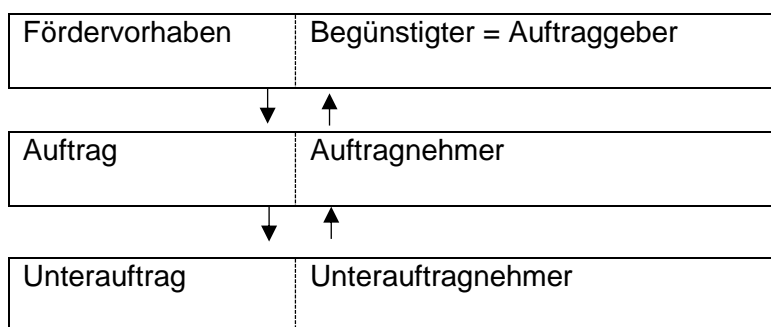 Fördervorhaben Begünstigter = Auftraggeber
Auftrag Auftragnehmer
Unterauftrag Unterauftragnehmer